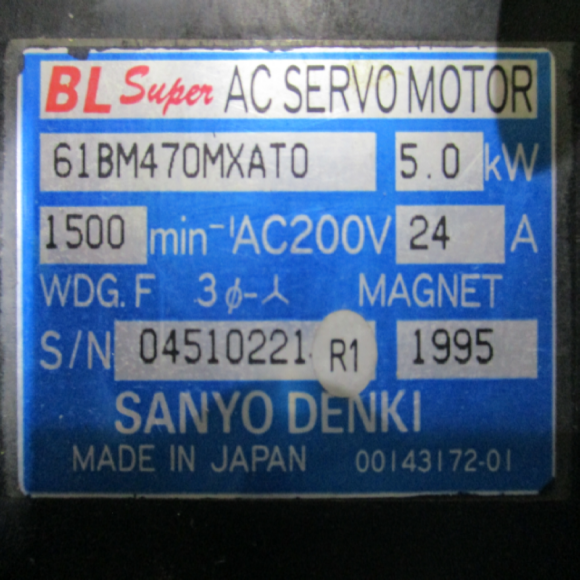 BL Super AC SERVO MOTOR
61BM470MXAT0 5.0 kW
1500 min⁻¹ AC200V 24 A
WDG. F 3ϕ-⅄ MAGNET
S/N 04510221 R1 1995
SANYO DENKI
MADE IN JAPAN 00143172-01